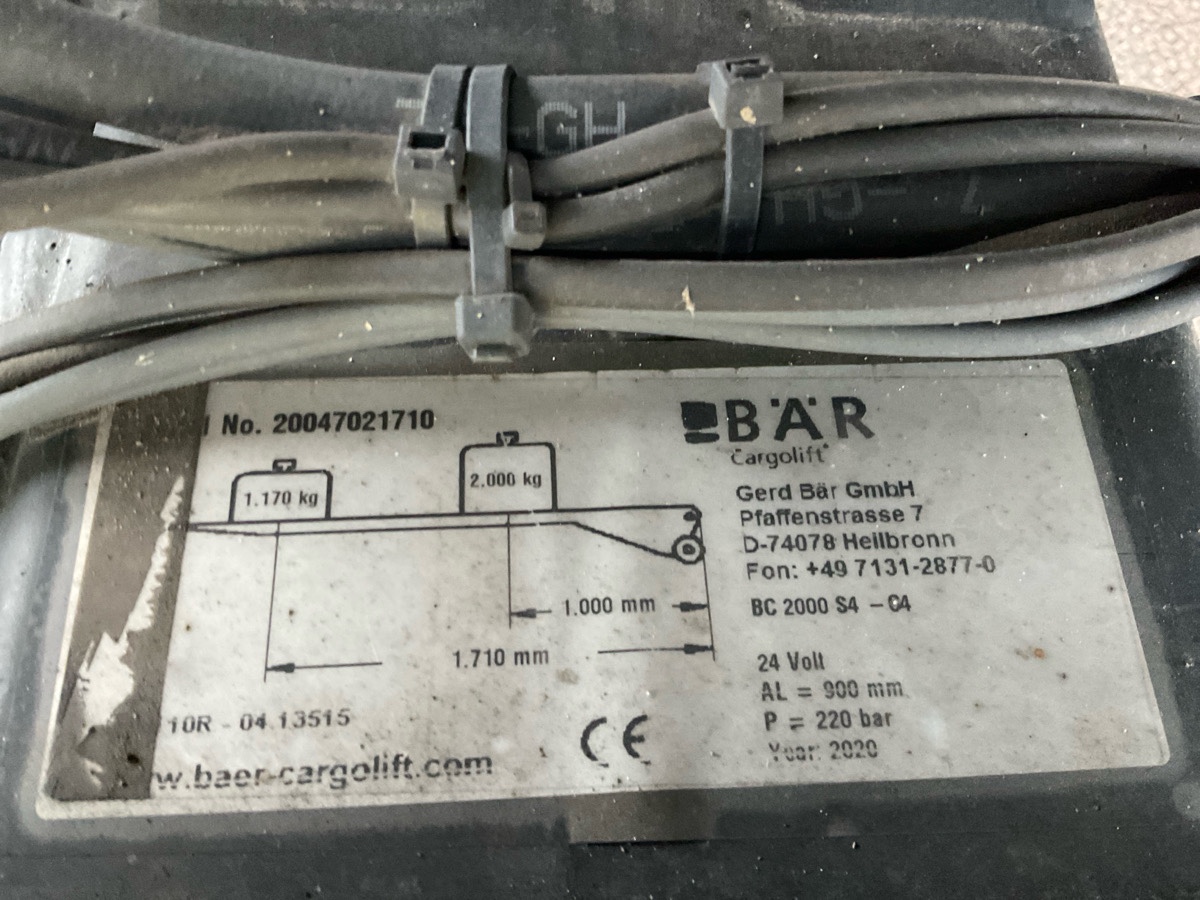 -GH
No. 20047021710
BÄR
Cargolift
1.170 kg
2.000 kg
Gerd Bär GmbH
Pfaffenstrasse 7
D-74078 Heilbronn
Fon: +49 7131-2877-0
1.000 mm
BC 2000 S4 - C4
1.710 mm
24 Volt
AL = 900 mm
P = 220 bar
Year: 2020
10R - 04 13515
CE
w.baer-cargolift.com